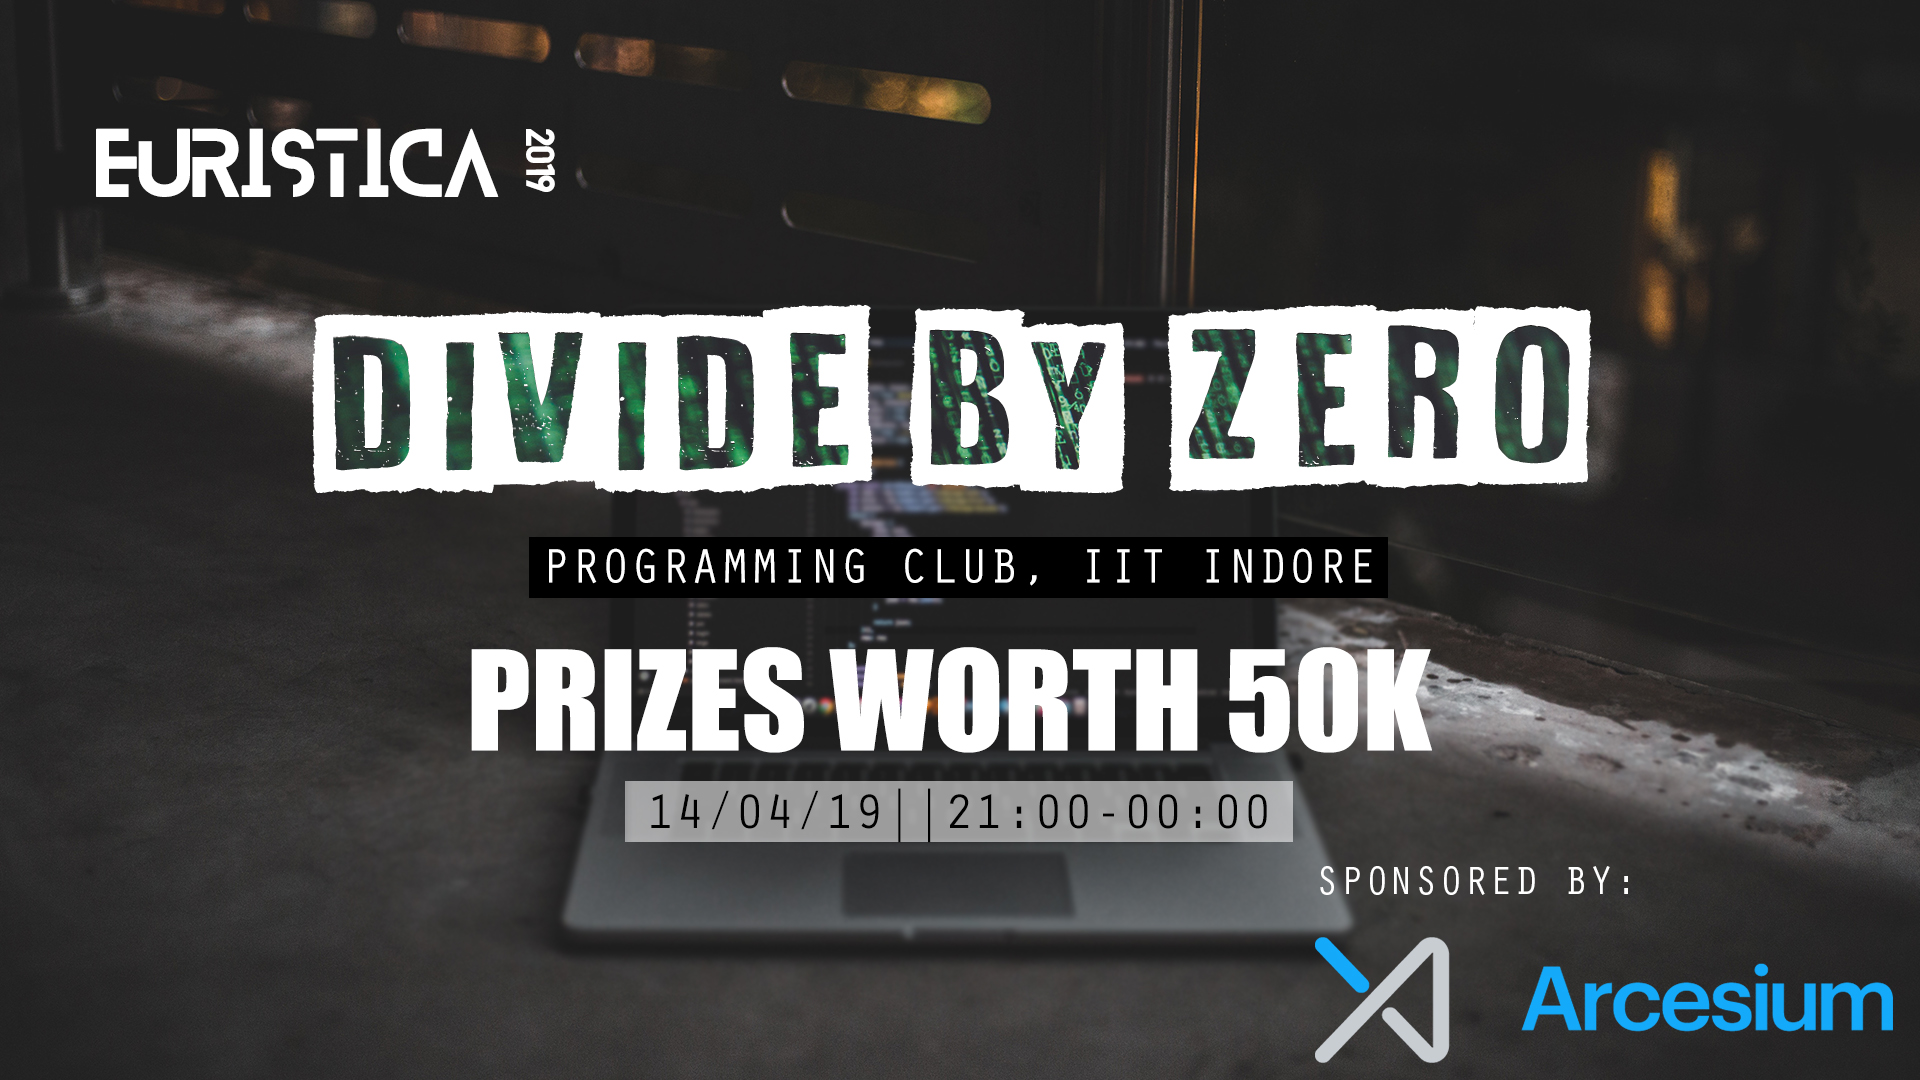 EURISTICA 2019
DIVIDE BY ZERO
PROGRAMMING CLUB, IIT INDORE
PRIZES WORTH 50K
14/04/19||21:00-00:00
SPONSORED BY:
Arcesium